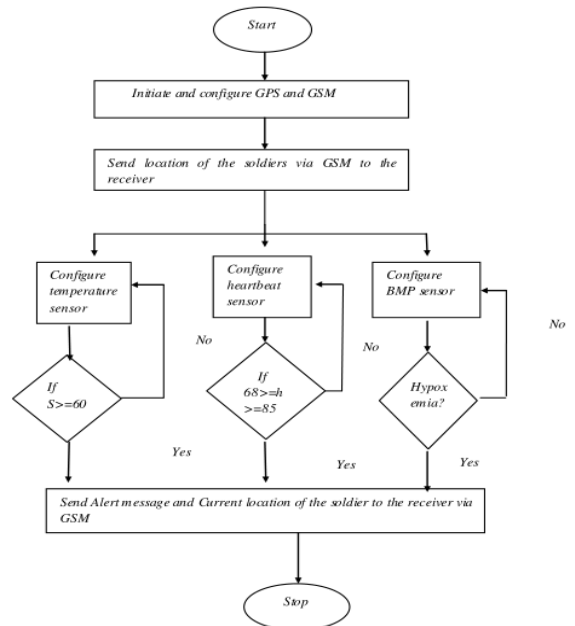 Start
Initiate and configure GPS and GSM
Send location of the soldiers via GSM to the
receiver
Configure
temperature
sensor
Configure
heartbeat
sensor
Configure
BMP sensor
No
No
No
If
S>=60
If
68>=h
>=85
Hypox
emia?
Yes
Yes
Yes
Send Alert message and Current location of the soldier to the receiver via
GSM
Stop